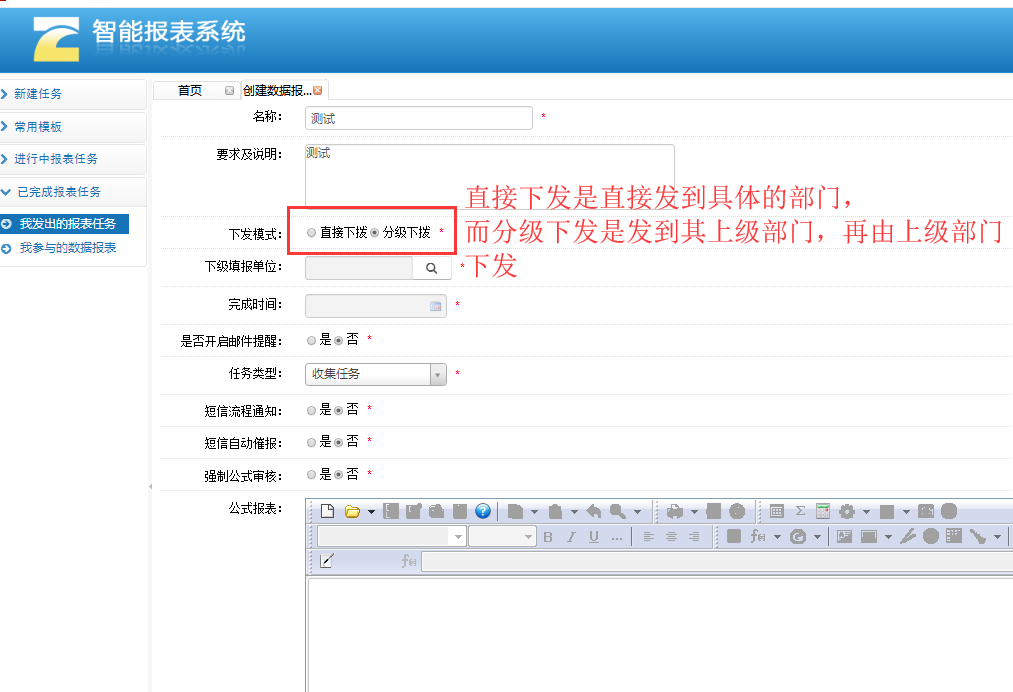 智能报表系统
新建任务
常用模板
进行中报表任务
已完成报表任务
我发出的报表任务
我参与的数据报表
首页
创建数据报...
名称： 测试 *
要求及说明： 测试
直接下发是直接发到具体的部门，
而分级下发是发到其上级部门，再由上级部门
下发
下发模式： 直接下拨 分级下拨 *
下级填报单位： *
完成时间： *
是否开启邮件提醒： 是 否 *
任务类型： 收集任务 *
短信流程通知： 是 否 *
短信自动催报： 是 否 *
强制公式审核： 是 否 *
公式报表：
B I U ...